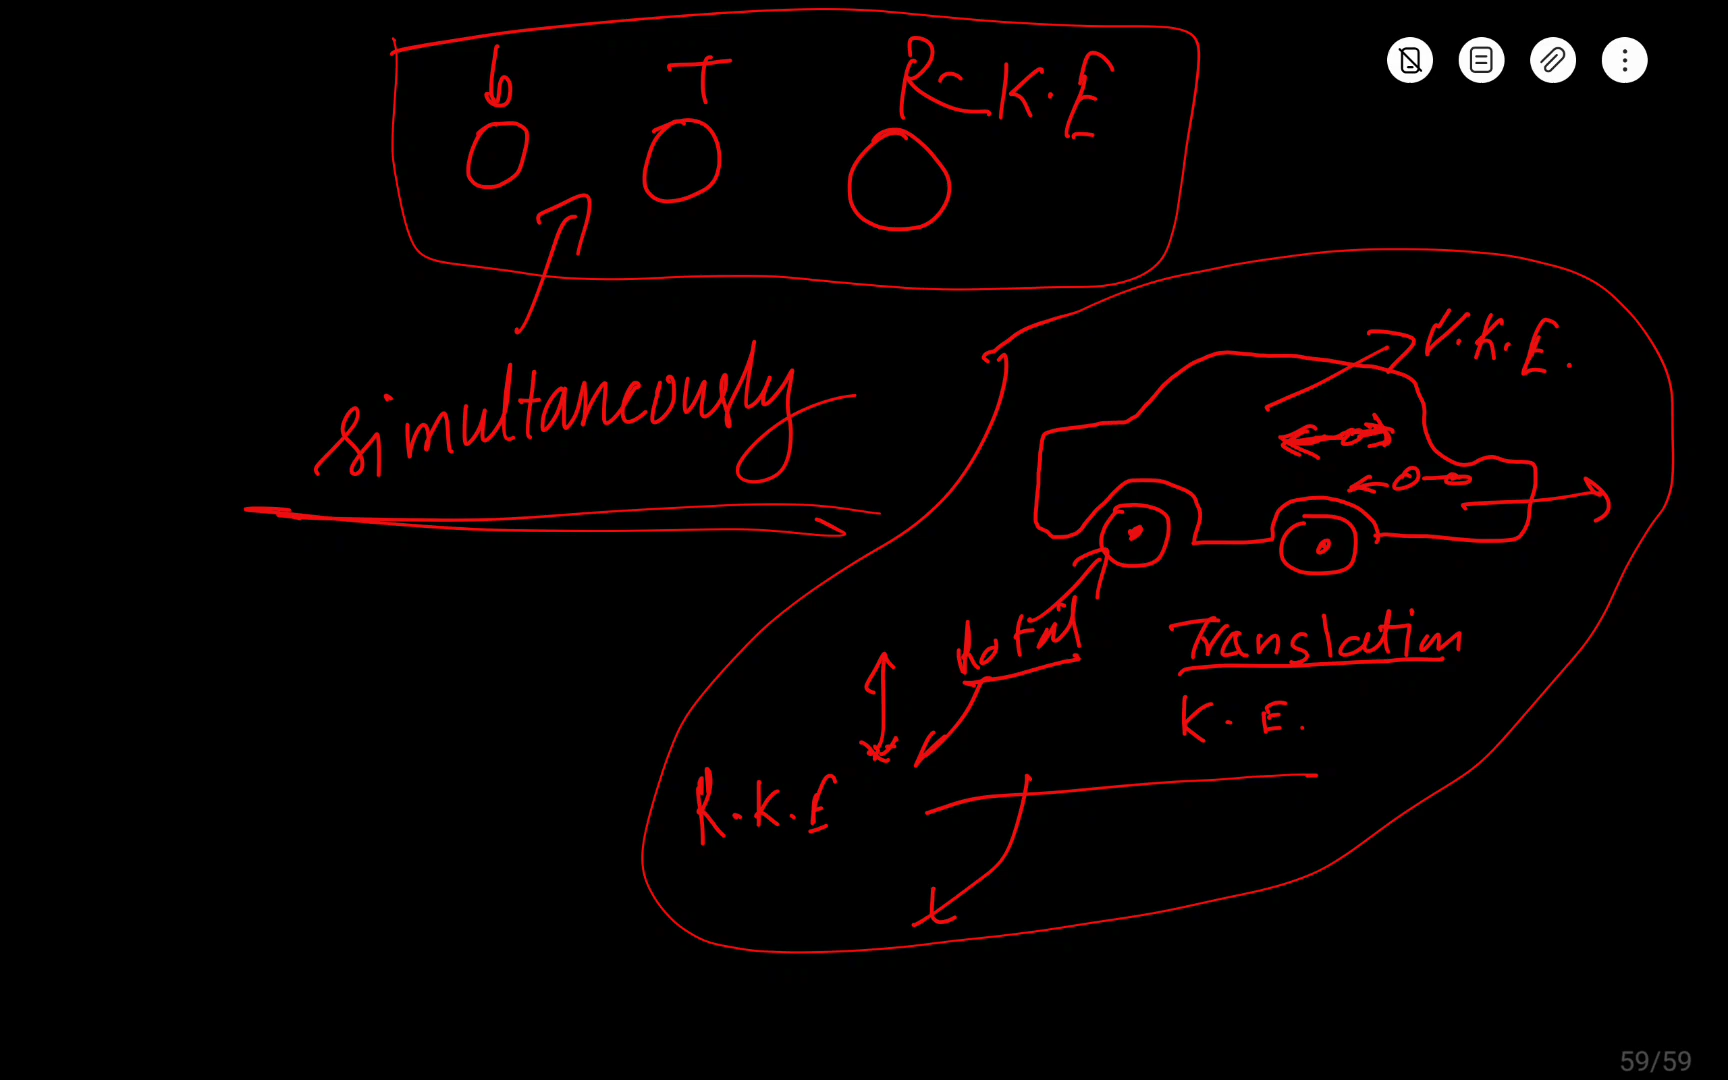 T R-K.E
simultaneously
V.K.E.
Rotal
Translation
K.E.
R.K.E
59/59